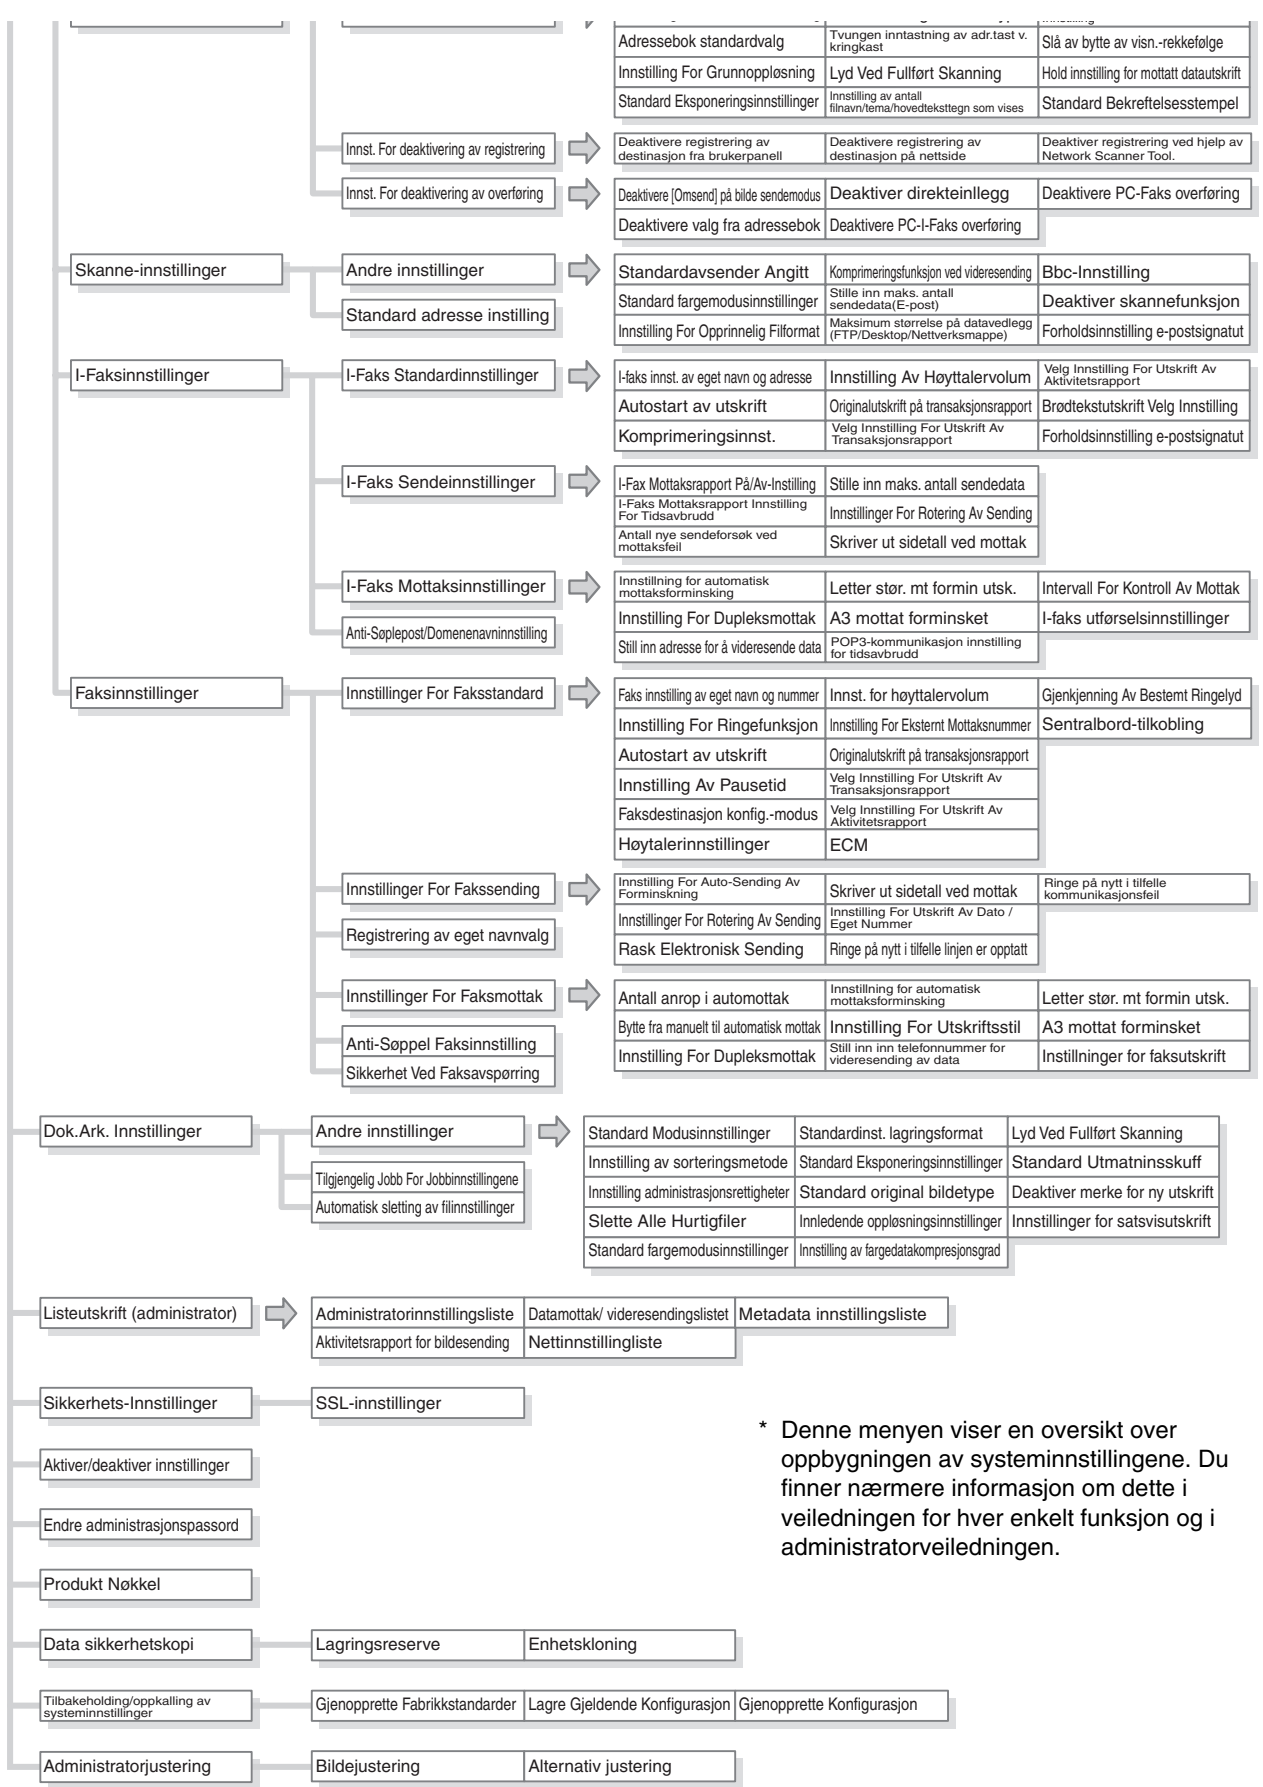 Adressebok standardvalg
Tvungen inntastning av adr.tast v.
kringkast
Slå av bytte av visn.-rekkefølge
Innstilling For Grunnoppløsning
Lyd Ved Fullført Skanning
Hold innstilling for mottatt datautskrift
Standard Eksponeringsinnstillinger
Innstilling av antall
filnavn/tema/hovedteksttegn som vises
Standard Bekreftelsesstempel
Innst. For deaktivering av registrering
Deaktivere registrering av
destinasjon fra brukerpanell
Deaktivere registrering av
destinasjon på nettside
Deaktiver registrering ved hjelp av
Network Scanner Tool.
Innst. For deaktivering av overføring
Deaktivere [Omsend] på bilde sendemodus
Deaktiver direkteinllegg
Deaktivere PC-Faks overføring
Deaktivere valg fra adressebok
Deaktivere PC-I-Faks overføring
Skanne-innstillinger
Andre innstillinger
Standardavsender Angitt
Komprimeringsfunksjon ved videresending
Bbc-Innstilling
Standard fargemodusinnstillinger
Stille inn maks. antall
sendedata(E-post)
Deaktiver skannefunksjon
Standard adresse instilling
Innstilling For Opprinnelig Filformat
Maksimum størrelse på datavedlegg
(FTP/Desktop/Nettverksmappe)
Forholdsinnstilling e-postsignatut
I-Faksinnstillinger
I-Faks Standardinnstillinger
I-faks innst. av eget navn og adresse
Innstilling Av Høyttalervolum
Velg Innstilling For Utskrift Av
Aktivitetsrapport
Autostart av utskrift
Originalutskrift på transaksjonsrapport
Brødtekstutskrift Velg Innstilling
Komprimeringsinnst.
Velg Innstilling For Utskrift Av
Transaksjonsrapport
Forholdsinnstilling e-postsignatut
I-Faks Sendeinnstillinger
I-Fax Mottaksrapport På/Av-Instilling
Stille inn maks. antall sendedata
I-Faks Mottaksrapport Innstilling
For Tidsavbrudd
Innstillinger For Rotering Av Sending
Antall nye sendeforsøk ved
mottaksfeil
Skriver ut sidetall ved mottak
I-Faks Mottaksinnstillinger
Innstillning for automatisk
mottaksforminsking
Letter stør. mt formin utsk.
Intervall For Kontroll Av Mottak
Innstilling For Dupleksmottak
A3 mottat forminsket
I-faks utførselsinnstillinger
Anti-Søplepost/Domenenavninnstilling
Still inn adresse for å videresende data
POP3-kommunikasjon innstilling
for tidsavbrudd
Faksinnstillinger
Innstillinger For Faksstandard
Faks innstilling av eget navn og nummer
Innst. for høyttalervolum
Gjenkjenning Av Bestemt Ringelyd
Innstilling For Ringefunksjon
Innstilling For Eksternt Mottaksnummer
Sentralbord-tilkobling
Autostart av utskrift
Originalutskrift på transaksjonsrapport
Innstilling Av Pausetid
Velg Innstilling For Utskrift Av
Transaksjonsrapport
Faksdestinasjon konfig.-modus
Velg Innstilling For Utskrift Av
Aktivitetsrapport
Høytalerinnstillinger
ECM
Innstillinger For Fakssending
Innstilling For Auto-Sending Av
Forminskning
Skriver ut sidetall ved mottak
Ringe på nytt i tilfelle
kommunikasjonsfeil
Innstillinger For Rotering Av Sending
Innstilling For Utskrift Av Dato /
Eget Nummer
Registrering av eget navnvalg
Rask Elektronisk Sending
Ringe på nytt i tilfelle linjen er opptatt
Innstillinger For Faksmottak
Antall anrop i automottak
Innstillning for automatisk
mottaksforminsking
Letter stør. mt formin utsk.
Bytte fra manuelt til automatisk mottak
Innstilling For Utskriftsstil
A3 mottat forminsket
Anti-Søppel Faksinnstilling
Innstilling For Dupleksmottak
Still inn inn telefonnummer for
videresending av data
Instillninger for faksutskrift
Sikkerhet Ved Faksavspørring
Dok.Ark. Innstillinger
Andre innstillinger
Standard Modusinnstillinger
Standardinst. lagringsformat
Lyd Ved Fullført Skanning
Innstilling av sorteringsmetode
Standard Eksponeringsinnstillinger
Standard Utmatninsskuff
Tilgjengelig Jobb For Jobbinnstillingene
Innstilling administrasjonsrettigheter
Standard original bildetype
Deaktiver merke for ny utskrift
Automatisk sletting av filinnstillinger
Slette Alle Hurtigfiler
Innledende oppløsningsinnstillinger
Innstillinger for satsvisutskrift
Standard fargemodusinnstillinger
Innstilling av fargedatakompresjonsgrad
Listeutskrift (administrator)
Administratorinnstillingsliste
Datamottak/ videresendingslistet
Metadata innstillingsliste
Aktivitetsrapport for bildesending
Nettinnstillingliste
Sikkerhets-Innstillinger
SSL-innstillinger
* Denne menyen viser en oversikt over
oppbygningen av systeminnstillingene. Du
finner nærmere informasjon om dette i
veiledningen for hver enkelt funksjon og i
administratorveiledningen.
Aktiver/deaktiver innstillinger
Endre administrasjonspassord
Produkt Nøkkel
Data sikkerhetskopi
Lagringsreserve
Enhetskloning
Tilbakeholding/oppkalling av
systeminnstillinger
Gjenopprette Fabrikkstandarder
Lagre Gjeldende Konfigurasjon
Gjenopprette Konfigurasjon
Administratorjustering
Bildejustering
Alternativ justering